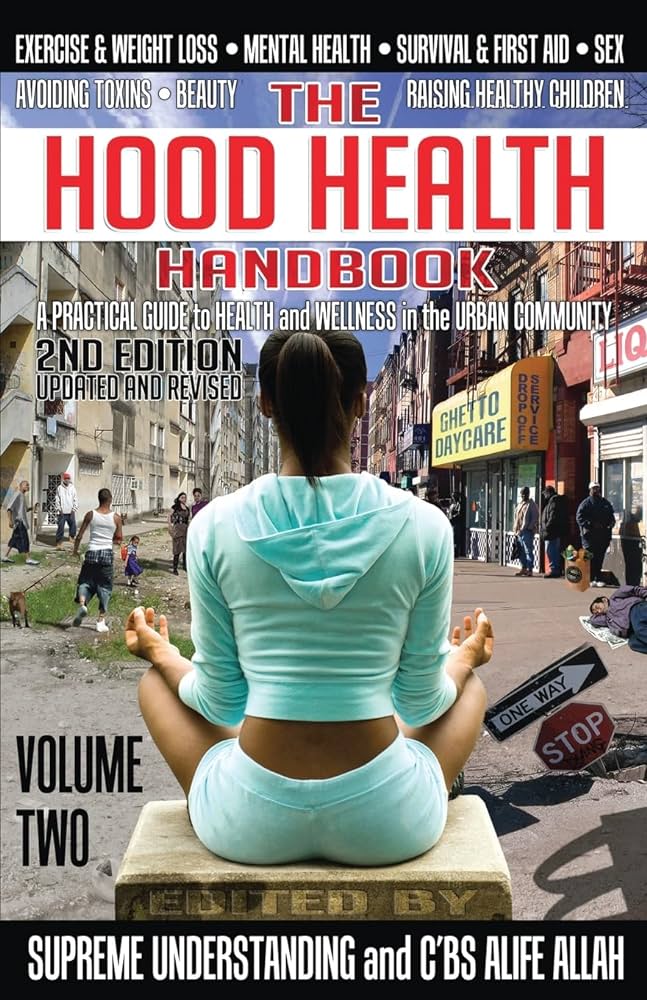 EXERCISE & WEIGHT LOSS • MENTAL HEALTH • SURVIVAL & FIRST AID • SEX
AVOIDING TOXINS • BEAUTY
RAISING HEALTHY CHILDREN
THE
HOOD HEALTH
HANDBOOK
A PRACTICAL GUIDE to HEALTH and WELLNESS in the URBAN COMMUNITY
2ND EDITION
UPDATED AND REVISED
LIQ
GHETTO
DAYCARE
DROP OFF
SERVICE
ONE WAY
STOP
VOLUME
TWO
EDITED BY
SUPREME UNDERSTANDING and C'BS ALIFE ALLAH